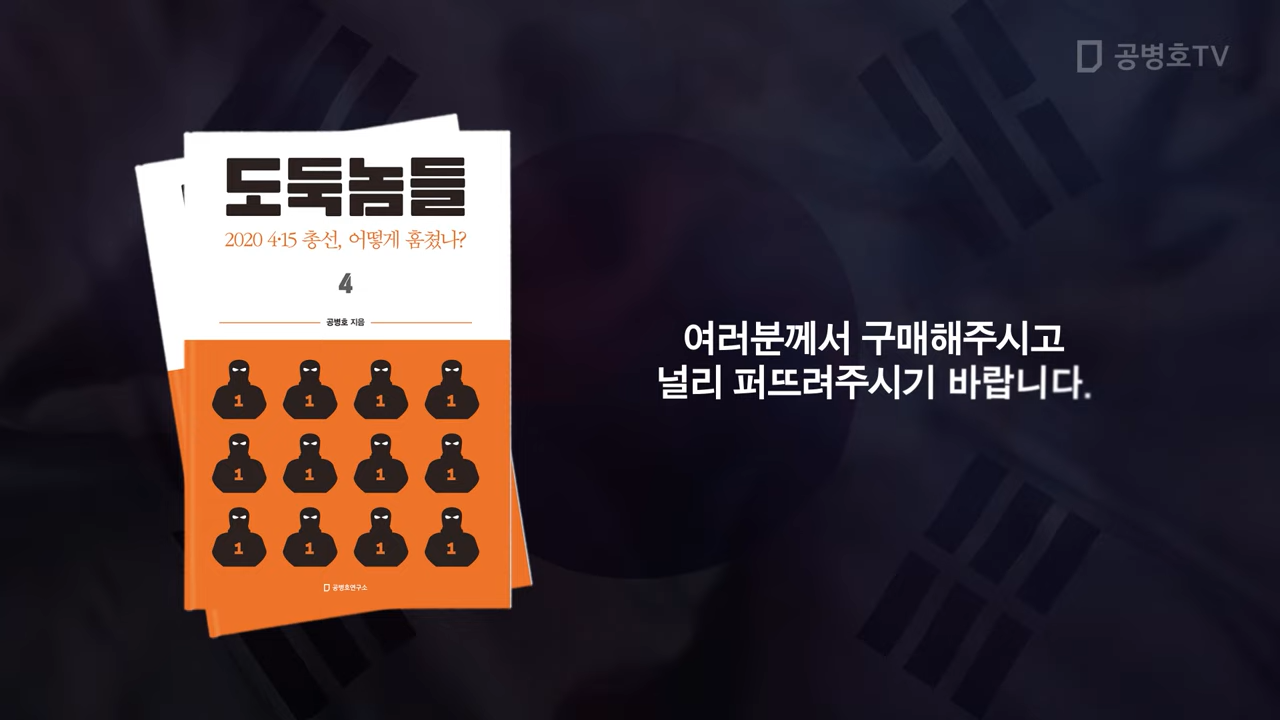 공병호TV
도둑놈들
2020 4·15 총선, 어떻게 훔쳤나?
4
공병호 지음
1 1 1 1
1 1 1 1
1 1 1 1
공병호연구소
여러분께서 구매해주시고
널리 퍼뜨려주시기 바랍니다.